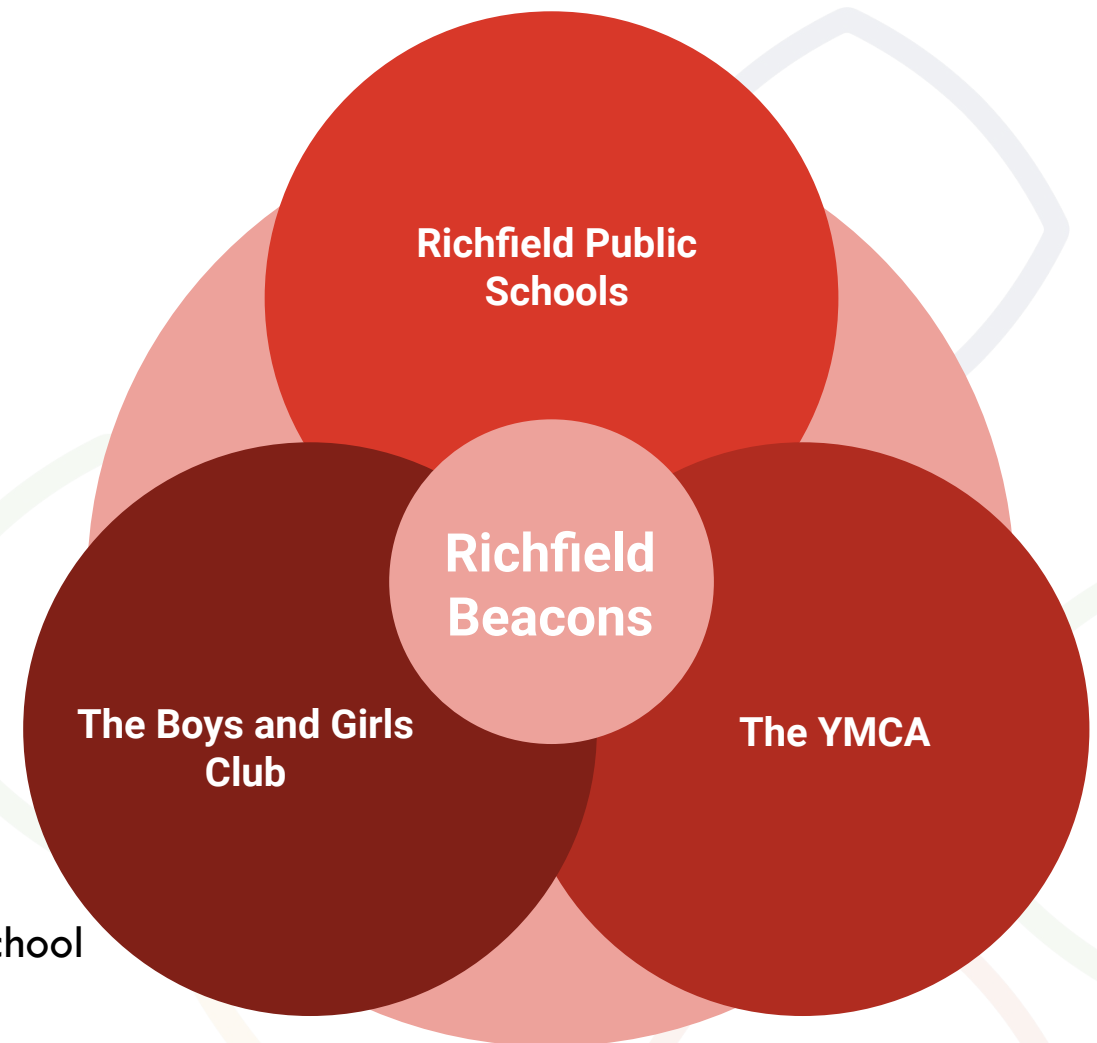 Richfield Public
Schools
Richfield
Beacons
The Boys and Girls
Club
The YMCA
chool